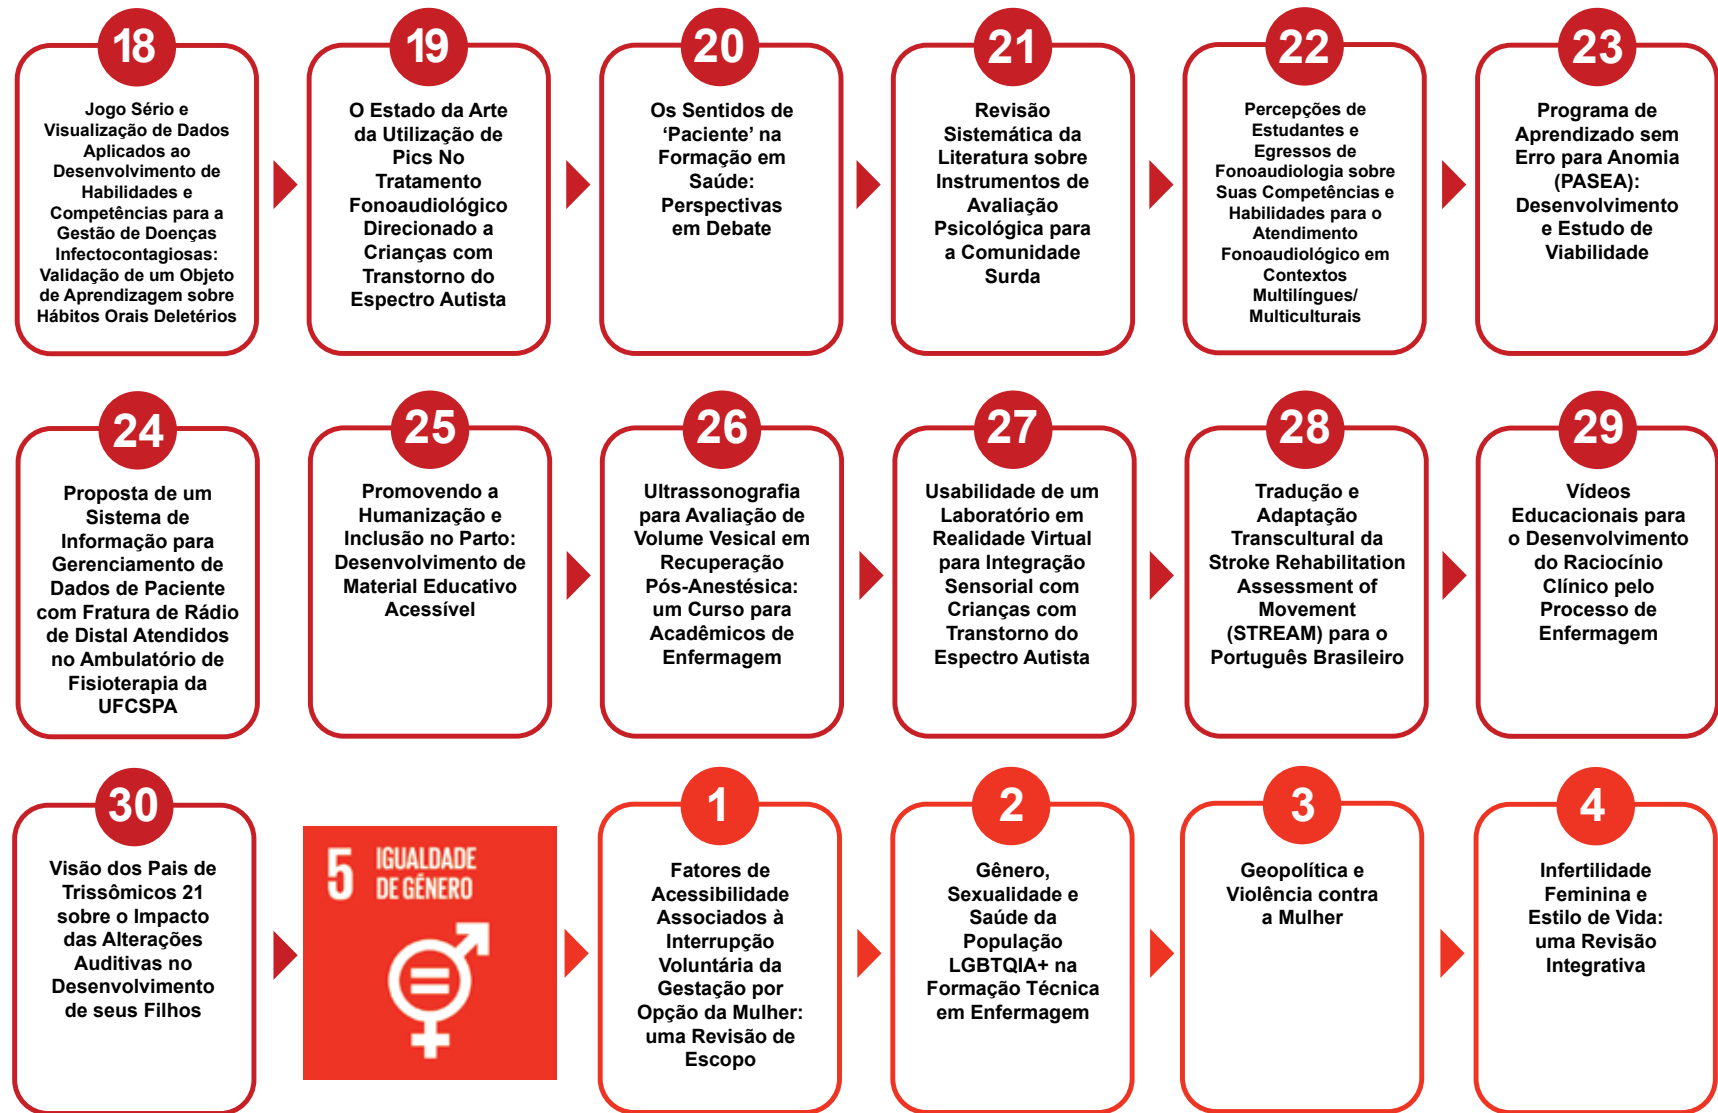 18
Jogo Sério e
Visualização de Dados
Aplicados ao
Desenvolvimento de
Habilidades e
Competências para a
Gestão de Doenças
Infectocontagiosas:
Validação de um Objeto
de Aprendizagem sobre
Hábitos Orais Deletérios
19
O Estado da Arte
da Utilização de
Pics No
Tratamento
Fonoaudiológico
Direcionado a
Crianças com
Transtorno do
Espectro Autista
20
Os Sentidos de
‘Paciente’ na
Formação em
Saúde:
Perspectivas
em Debate
21
Revisão
Sistemática da
Literatura sobre
Instrumentos de
Avaliação
Psicológica para
a Comunidade
Surda
22
Percepções de
Estudantes e
Egressos de
Fonoaudiologia sobre
Suas Competências e
Habilidades para o
Atendimento
Fonoaudiológico em
Contextos
Multilíngues/
Multiculturais
23
Programa de
Aprendizado sem
Erro para Anomia
(PASEA):
Desenvolvimento
e Estudo de
Viabilidade
24
Proposta de um
Sistema de
Informação para
Gerenciamento de
Dados de Paciente
com Fratura de Rádio
de Distal Atendidos
no Ambulatório de
Fisioterapia da
UFCSPA
25
Promovendo a
Humanização e
Inclusão no Parto:
Desenvolvimento de
Material Educativo
Acessível
26
Ultrassonografia
para Avaliação de
Volume Vesical em
Recuperação
Pós-Anestésica:
um Curso para
Acadêmicos de
Enfermagem
27
Usabilidade de um
Laboratório em
Realidade Virtual
para Integração
Sensorial com
Crianças com
Transtorno do
Espectro Autista
28
Tradução e
Adaptação
Transcultural da
Stroke Rehabilitation
Assessment of
Movement
(STREAM) para o
Português Brasileiro
29
Vídeos
Educacionais para
o Desenvolvimento
do Raciocínio
Clínico pelo
Processo de
Enfermagem
30
Visão dos Pais de
Trissômicos 21
sobre o Impacto
das Alterações
Auditivas no
Desenvolvimento
de seus Filhos
5 IGUALDADE
DE GÉNERO
1
Fatores de
Acessibilidade
Associados à
Interrupção
Voluntária da
Gestação por
Opção da Mulher:
uma Revisão de
Escopo
2
Gênero,
Sexualidade e
Saúde da
População
LGBTQIA+ na
Formação Técnica
em Enfermagem
3
Geopolítica e
Violência contra
a Mulher
4
Infertilidade
Feminina e
Estilo de Vida:
uma Revisão
Integrativa